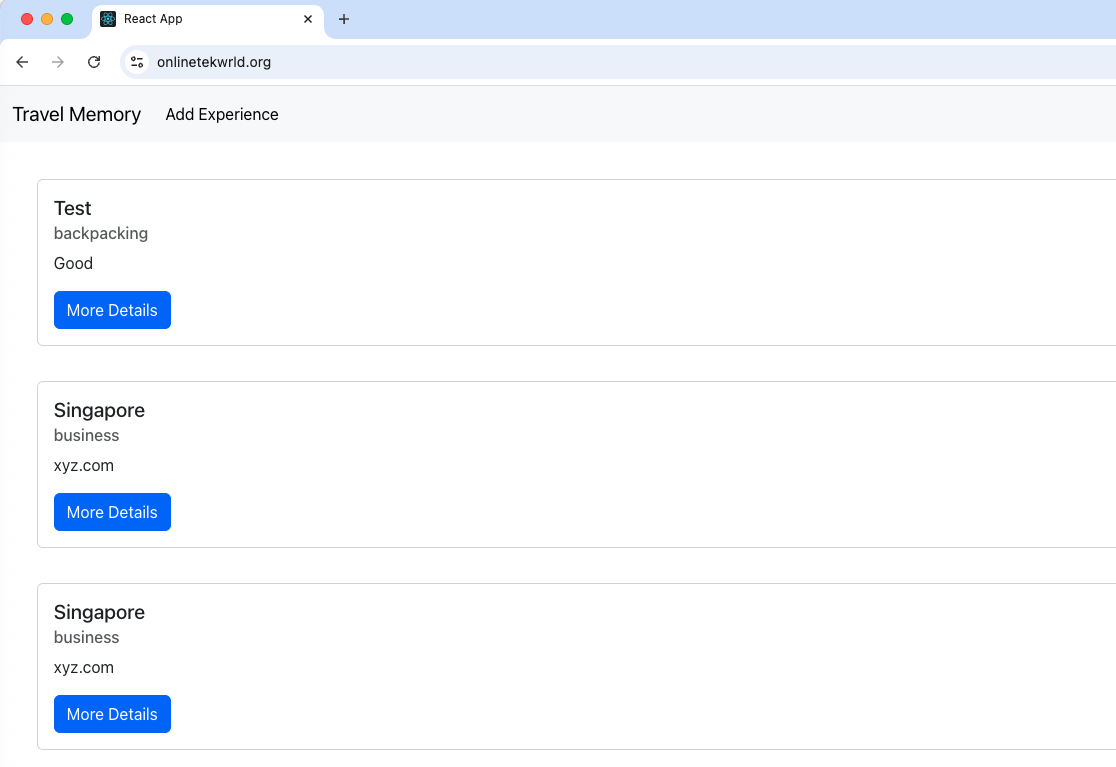 React App
onlinetekwrld.org
Travel Memory Add Experience
Test
backpacking
Good
More Details
Singapore
business
xyz.com
More Details
Singapore
business
xyz.com
More Details